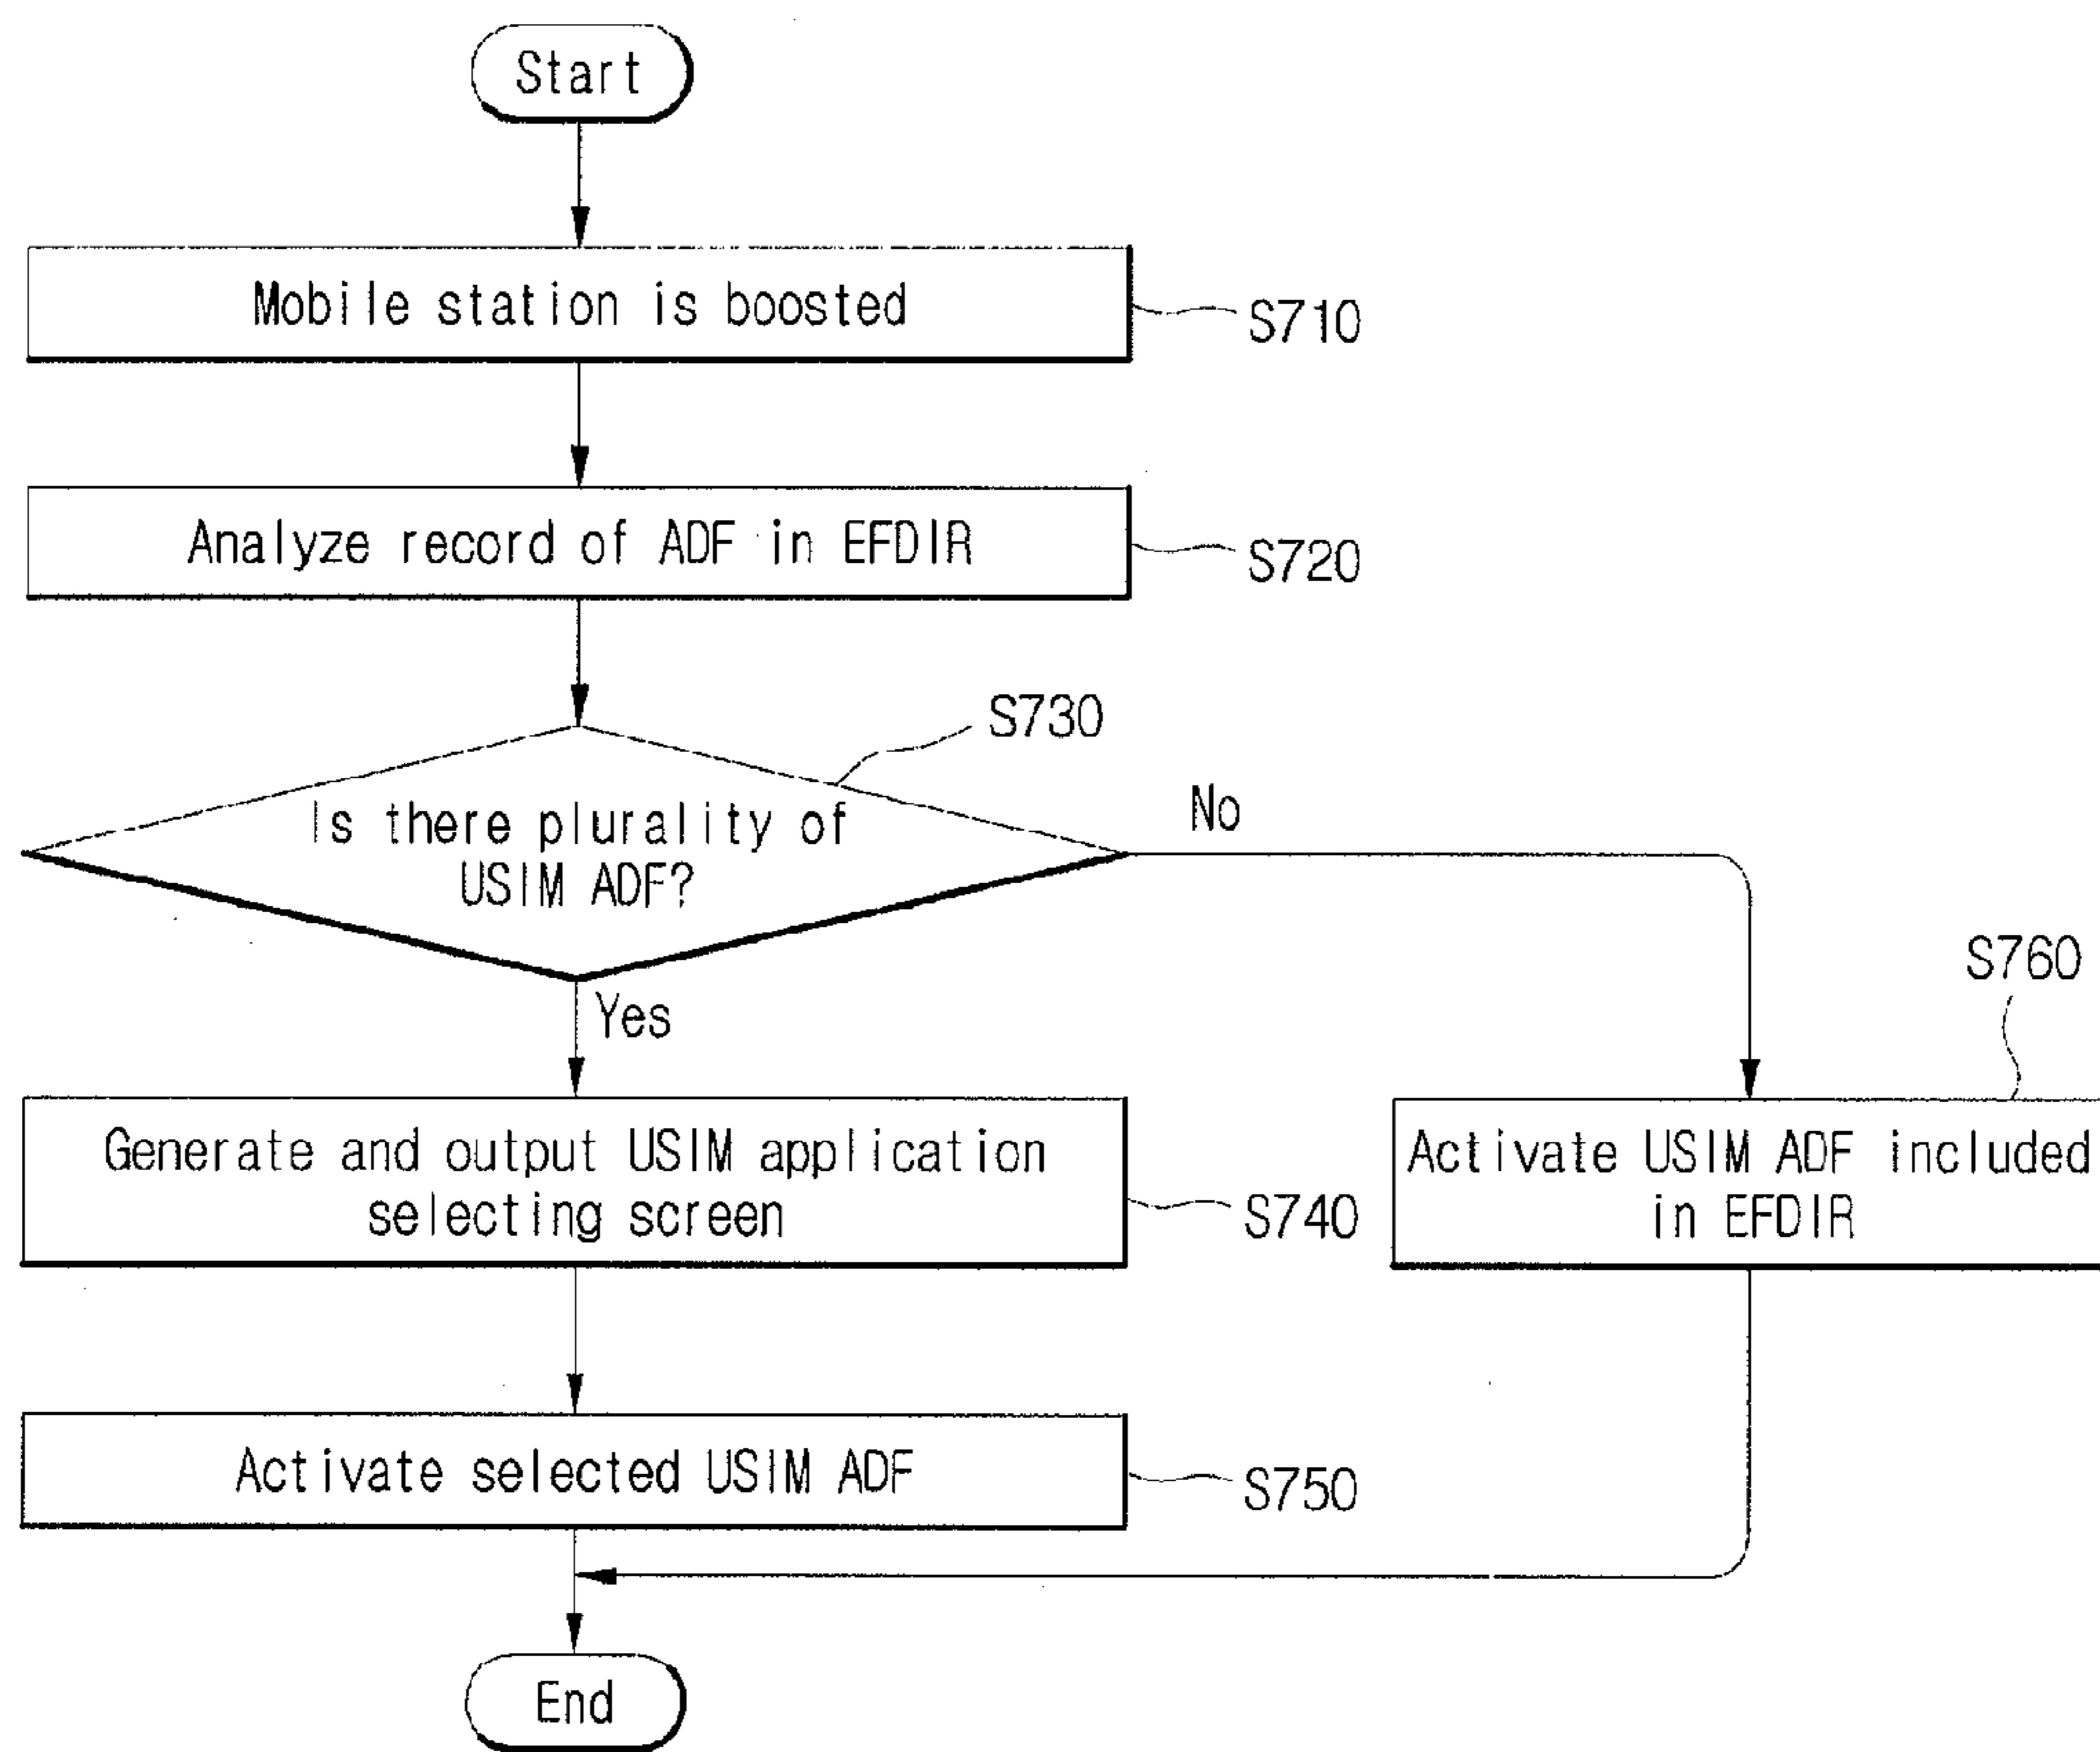 Start
Mobile station is boosted
S710
Analyze record of ADF in EFDIR
S720
S730
Is there plurality of
USIM ADF?
No
Yes
S760
Generate and output USIM application
selecting screen
S740
Activate USIM ADF included
in EFDIR
Activate selected USIM ADF
S750
End